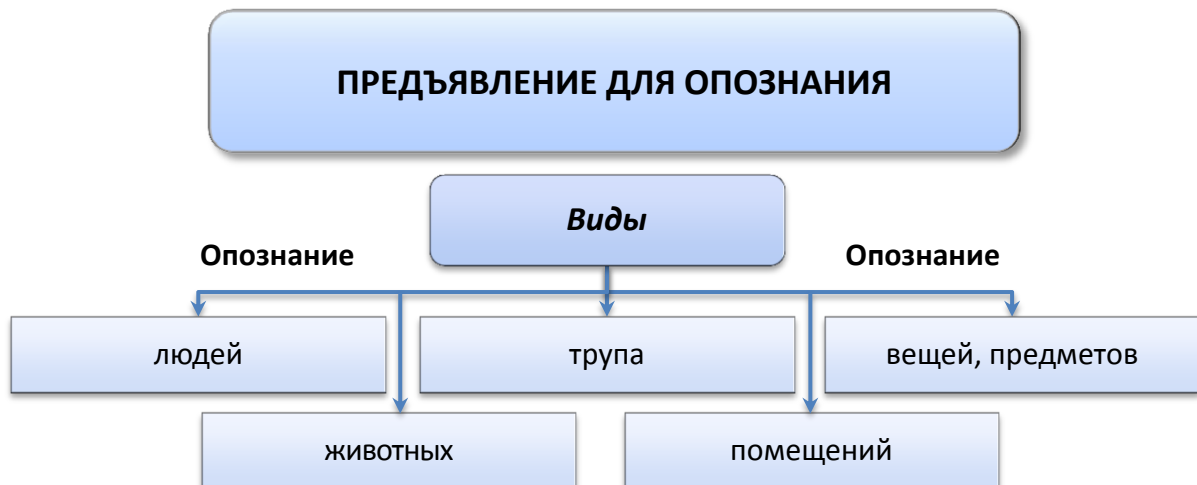 ПРЕДЪЯВЛЕНИЕ ДЛЯ ОПОЗНАНИЯ
Виды
Опознание
Опознание
людей
трупа
вещей, предметов
животных
помещений